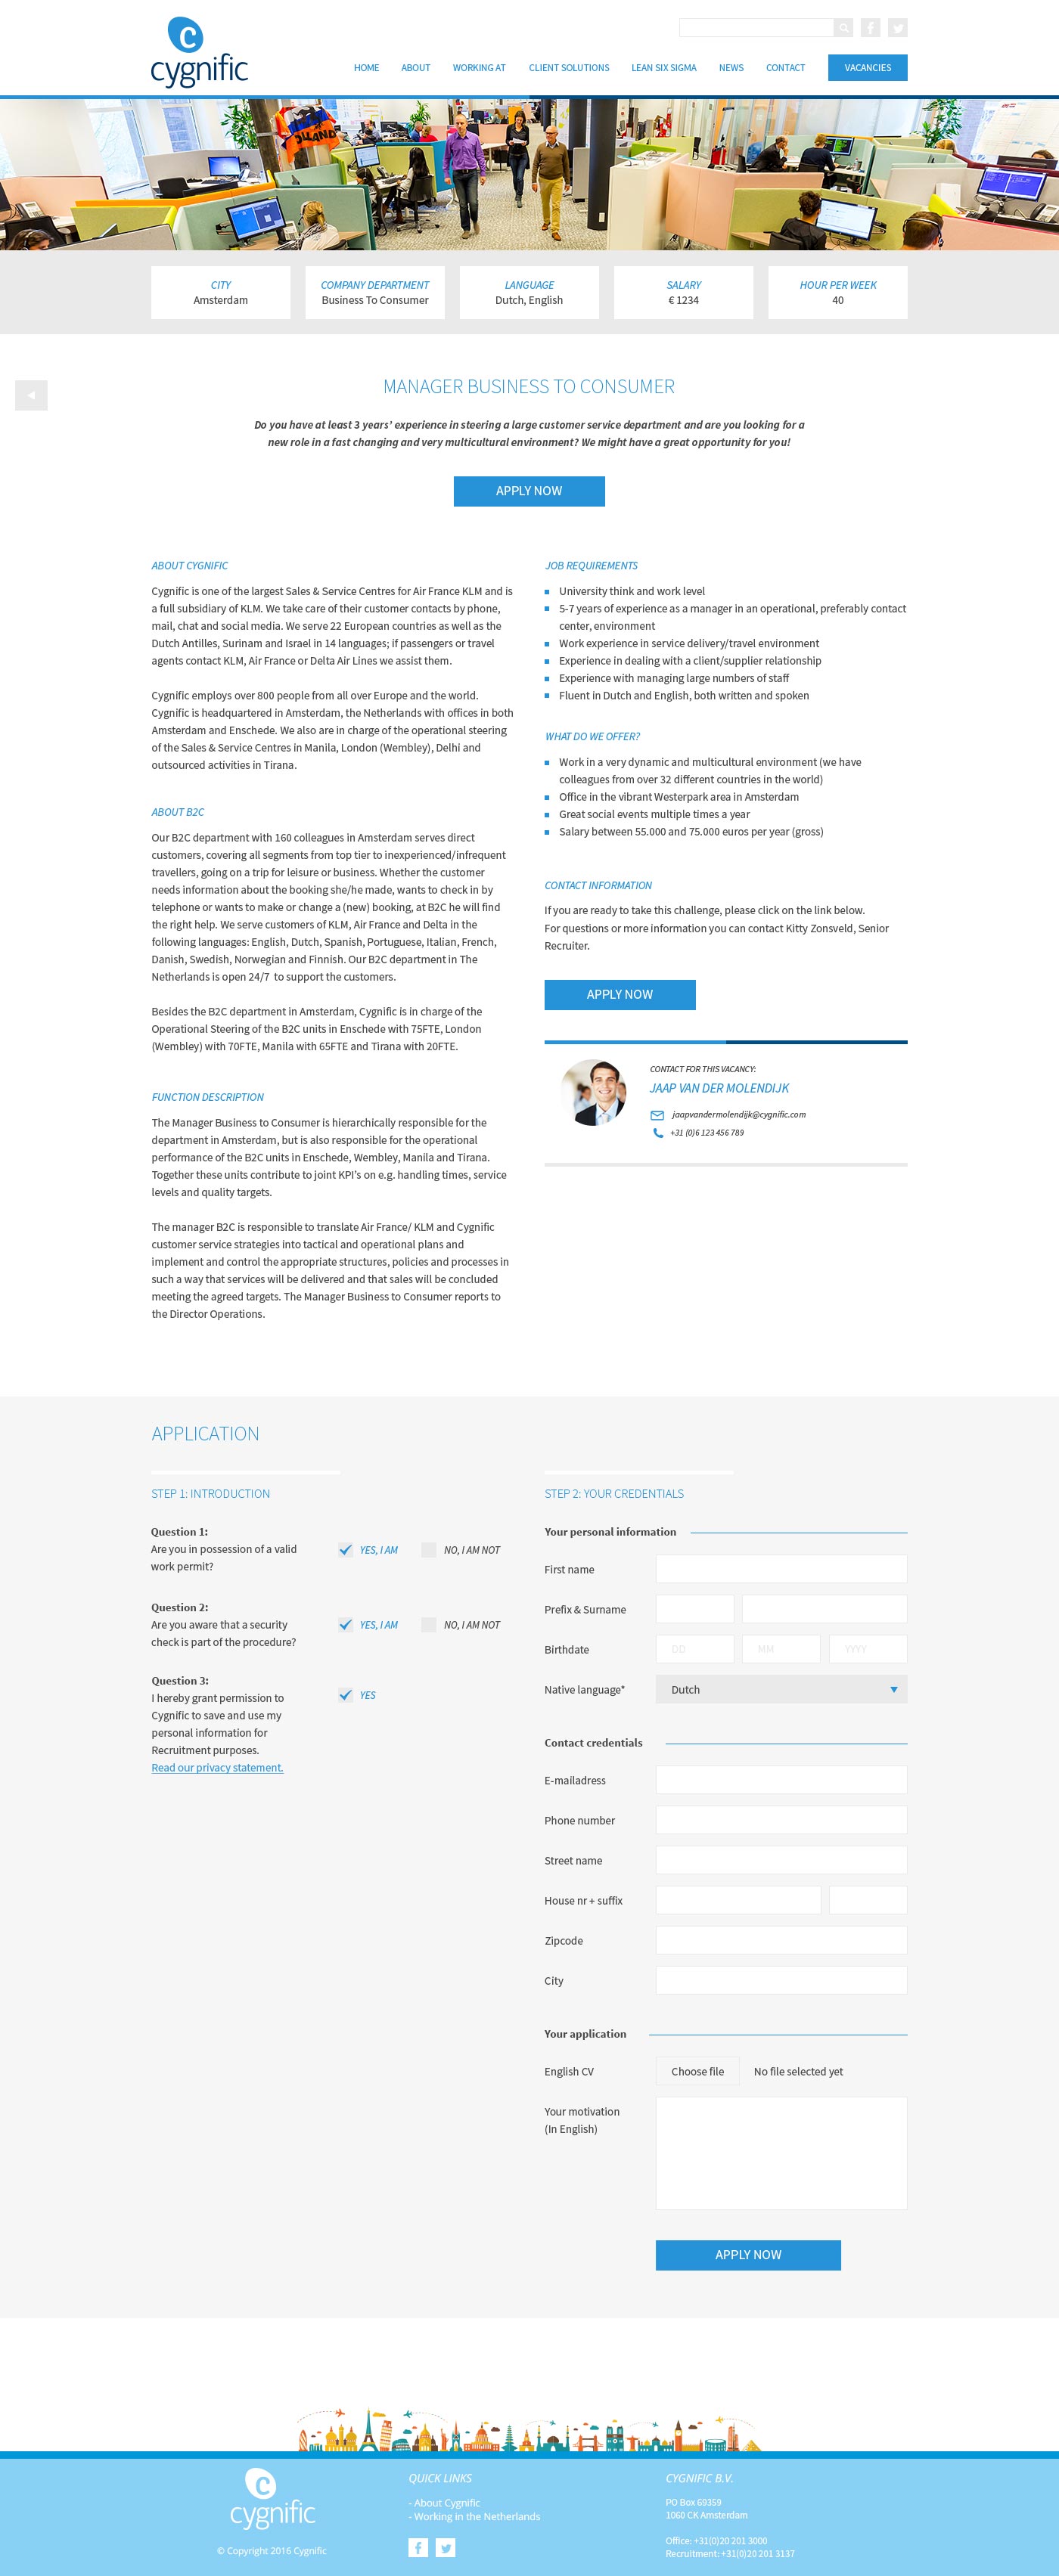 cygnific
HOME ABOUT WORKING AT CLIENT SOLUTIONS LEAN SIX SIGMA NEWS CONTACT VACANCIES
CITY
Amsterdam
COMPANY DEPARTMENT
Business To Consumer
LANGUAGE
Dutch, English
SALARY
€ 1234
HOUR PER WEEK
40
MANAGER BUSINESS TO CONSUMER
Do you have at least 3 years' experience in steering a large customer service department and are you looking for a
new role in a fast changing and very multicultural environment? We might have a great opportunity for you!
APPLY NOW
ABOUT CYGNIFIC
Cygnific is one of the largest Sales & Service Centres for Air France KLM and is
a full subsidiary of KLM. We take care of their customer contacts by phone,
mail, chat and social media. We serve 22 European countries as well as the
Dutch Antilles, Surinam and Israel in 14 languages; if passengers or travel
agents contact KLM, Air France or Delta Air Lines we assist them.
Cygnific employs over 800 people from all over Europe and the world.
Cygnific is headquartered in Amsterdam, the Netherlands with offices in both
Amsterdam and Enschede. We also are in charge of the operational steering
of the Sales & Service Centres in Manila, London (Wembley), Delhi and
outsourced activities in Tirana.
ABOUT B2C
Our B2C department with 160 colleagues in Amsterdam serves direct
customers, covering all segments from top tier to inexperienced/infrequent
travellers, going on a trip for leisure or business. Whether the customer
needs information about the booking she/he made, wants to check in by
telephone or wants to make or change a (new) booking, at B2C he will find
the right help. We serve customers of KLM, Air France and Delta in the
following languages: English, Dutch, Spanish, Portuguese, Italian, French,
Danish, Swedish, Norwegian and Finnish. Our B2C department in The
Netherlands is open 24/7 to support the customers.
Besides the B2C department in Amsterdam, Cygnific is in charge of the
Operational Steering of the B2C units in Enschede with 75FTE, London
(Wembley) with 70FTE, Manila with 65FTE and Tirana with 20FTE.
FUNCTION DESCRIPTION
The Manager Business to Consumer is hierarchically responsible for the
department in Amsterdam, but is also responsible for the operational
performance of the B2C units in Enschede, Wembley, Manila and Tirana.
Together these units contribute to joint KPI's on e.g. handling times, service
levels and quality targets.
The manager B2C is responsible to translate Air France/ KLM and Cygnific
customer service strategies into tactical and operational plans and
implement and control the appropriate structures, policies and processes in
such a way that services will be delivered and that sales will be concluded
meeting the agreed targets. The Manager Business to Consumer reports to
the Director Operations.
JOB REQUIREMENTS
University think and work level
5-7 years of experience as a manager in an operational, preferably contact
center, environment
Work experience in service delivery/travel environment
Experience in dealing with a client/supplier relationship
Experience with managing large numbers of staff
Fluent in Dutch and English, both written and spoken
WHAT DO WE OFFER?
Work in a very dynamic and multicultural environment (we have
colleagues from over 32 different countries in the world)
Office in the vibrant Westerpark area in Amsterdam
Great social events multiple times a year
Salary between 55.000 and 75.000 euros per year (gross)
CONTACT INFORMATION
If you are ready to take this challenge, please click on the link below.
For questions or more information you can contact Kitty Zonsveld, Senior
Recruiter.
APPLY NOW
CONTACT FOR THIS VACANCY:
JAAP VAN DER MOLENDIJK
jaapvandermolendijk@cygnific.com
+31 (0)6 123 456 789
APPLICATION
STEP 1: INTRODUCTION
Question 1:
Are you in possession of a valid
work permit?
YES, I AM NO, I AM NOT
Question 2:
Are you aware that a security
check is part of the procedure?
YES, I AM NO, I AM NOT
Question 3:
I hereby grant permission to
Cygnific to save and use my
personal information for
Recruitment purposes.
Read our privacy statement.
YES
STEP 2: YOUR CREDENTIALS
Your personal information
First name
Prefix & Surname
Birthdate DD MM YYYY
Native language* Dutch
Contact credentials
E-mailadress
Phone number
Street name
House nr + suffix
Zipcode
City
Your application
English CV Choose file No file selected yet
Your motivation
(In English)
APPLY NOW
cygnific
© Copyright 2016 Cygnific
QUICK LINKS
- About Cygnific
- Working in the Netherlands
CYGNIFIC B.V.
PO Box 69359
1060 CK Amsterdam
Office: +31(0)20 201 3000
Recruitment: +31(0)20 201 3137